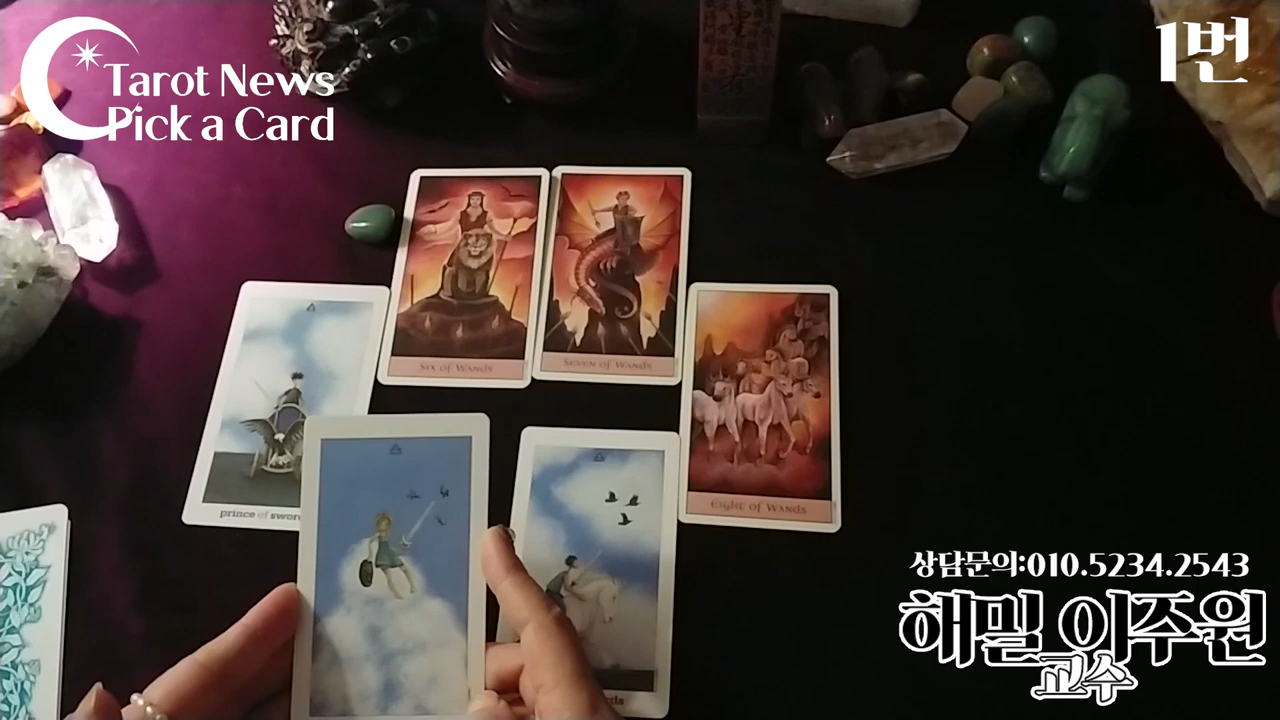 Tarot News
Pick a Card
1번
Six of Wands
Seven of Wands
prince of swor
Eight of Wands
상담문의:010.5234.2543
해밀 이주원
교수